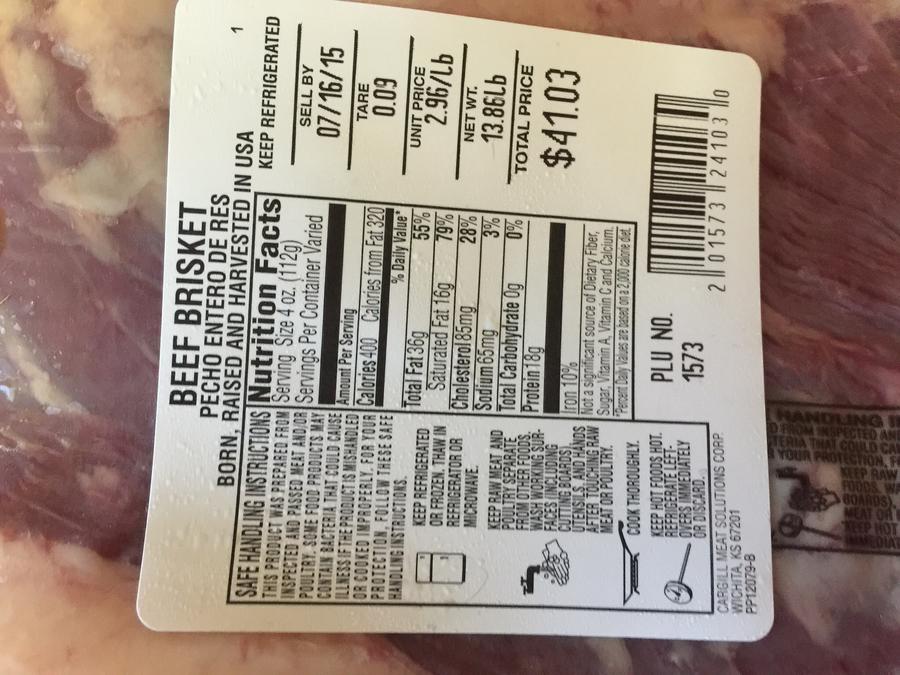 BEEF BRISKET
PECHO ENTERO DE RES
BORN, RAISED AND HARVESTED IN USA
1
KEEP REFRIGERATED
SELL BY
07/16/15
TARE
0.09
UNIT PRICE
2.96/Lb
NET WT.
13.86Lb
TOTAL PRICE
$41.03
SAFE HANDLING INSTRUCTIONS
THIS PRODUCT WAS PREPARED FROM
INSPECTED AND PASSED MEAT AND/OR
POULTRY. SOME FOOD PRODUCTS MAY
CONTAIN BACTERIA THAT COULD CAUSE
ILLNESS IF THE PRODUCT IS MISHANDLED
OR COOKED IMPROPERLY. FOR YOUR
PROTECTION, FOLLOW THESE SAFE
HANDLING INSTRUCTIONS.
KEEP REFRIGERATED
OR FROZEN. THAW IN
REFRIGERATOR OR
MICROWAVE.
KEEP RAW MEAT AND
POULTRY SEPARATE
FROM OTHER FOODS.
WASH WORKING SUR-
FACES INCLUDING
CUTTING BOARDS,
UTENSILS, AND HANDS
AFTER TOUCHING RAW
MEAT OR POULTRY.
COOK THOROUGHLY.
KEEP HOT FOODS HOT.
REFRIGERATE LEFT-
OVERS IMMEDIATELY
OR DISCARD.
Nutrition Facts
Serving Size 4 oz. (112g)
Servings Per Container Varied
Amount Per Serving
Calories 400 Calories from Fat 320
% Daily Value*
Total Fat 36g 55%
Saturated Fat 16g 79%
Cholesterol 85mg 28%
Sodium 65mg 3%
Total Carbohydrate 0g 0%
Protein 18g
Iron 10%
Not a significant source of Dietary Fiber,
Sugar, Vitamin A, Vitamin C and Calcium.
*Percent Daily Values are based on a 2,000 calorie diet.
PLU NO.
1573
2 01573 24103 0
CARGILL MEAT SOLUTIONS CORP
WICHITA, KS 67201
PP12079-B
HANDLING
FROM INSPECTED AND
THAT COULD
YOUR PROTECTION,
KEEP RAW
FOODS.
BOARDS)
MEAT OR
KEEP HOT